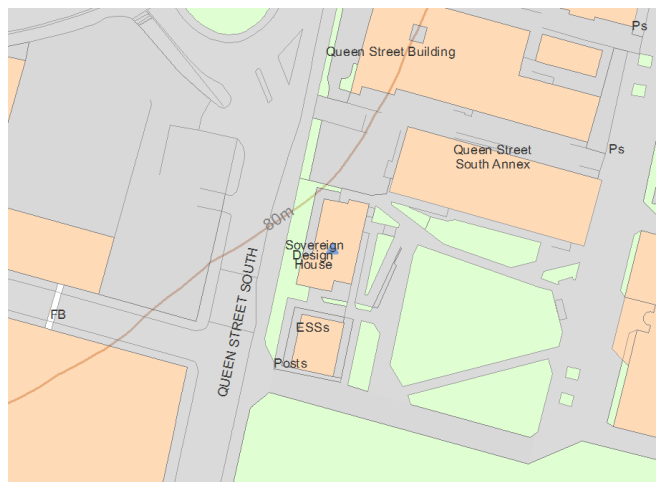 Ps
Queen Street Building
Queen Street
South Annex
Ps
80m
Sovereign
Design
House
QUEEN STREET SOUTH
FB
ESSs
Posts